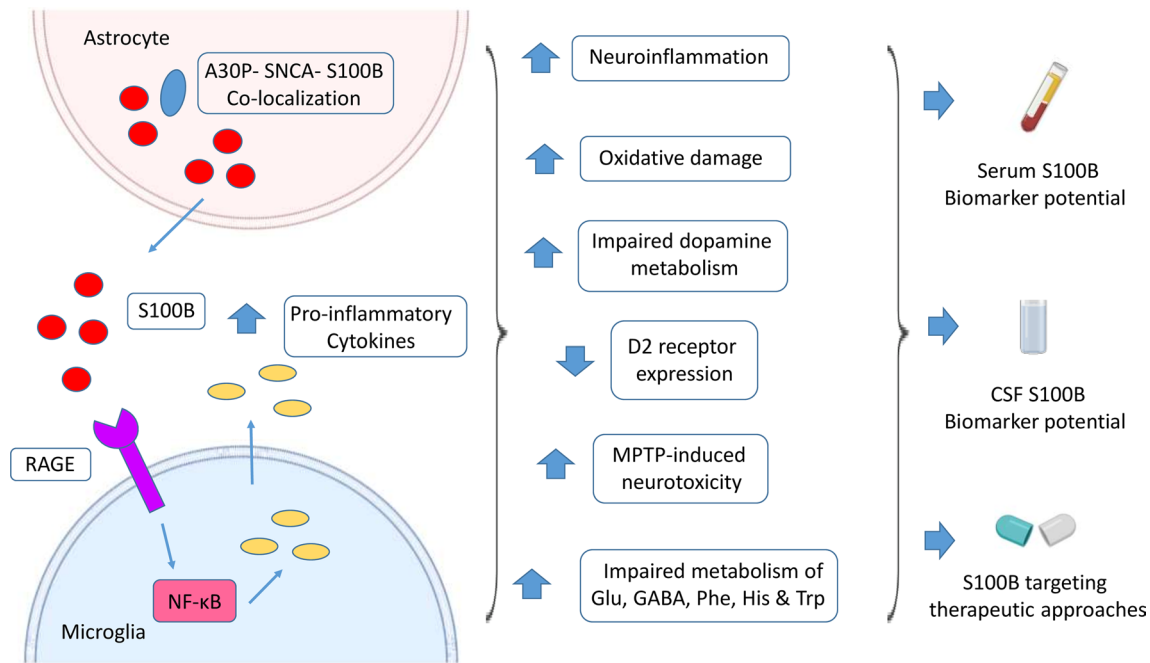 Astrocyte
A30P- SNCA- S100B
Co-localization
S100B
Pro-inflammatory
Cytokines
RAGE
NF-κB
Microglia
Neuroinflammation
Oxidative damage
Impaired dopamine
metabolism
D2 receptor
expression
MPTP-induced
neurotoxicity
Impaired metabolism of
Glu, GABA, Phe, His & Trp
Serum S100B
Biomarker potential
CSF S100B
Biomarker potential
S100B targeting
therapeutic approaches